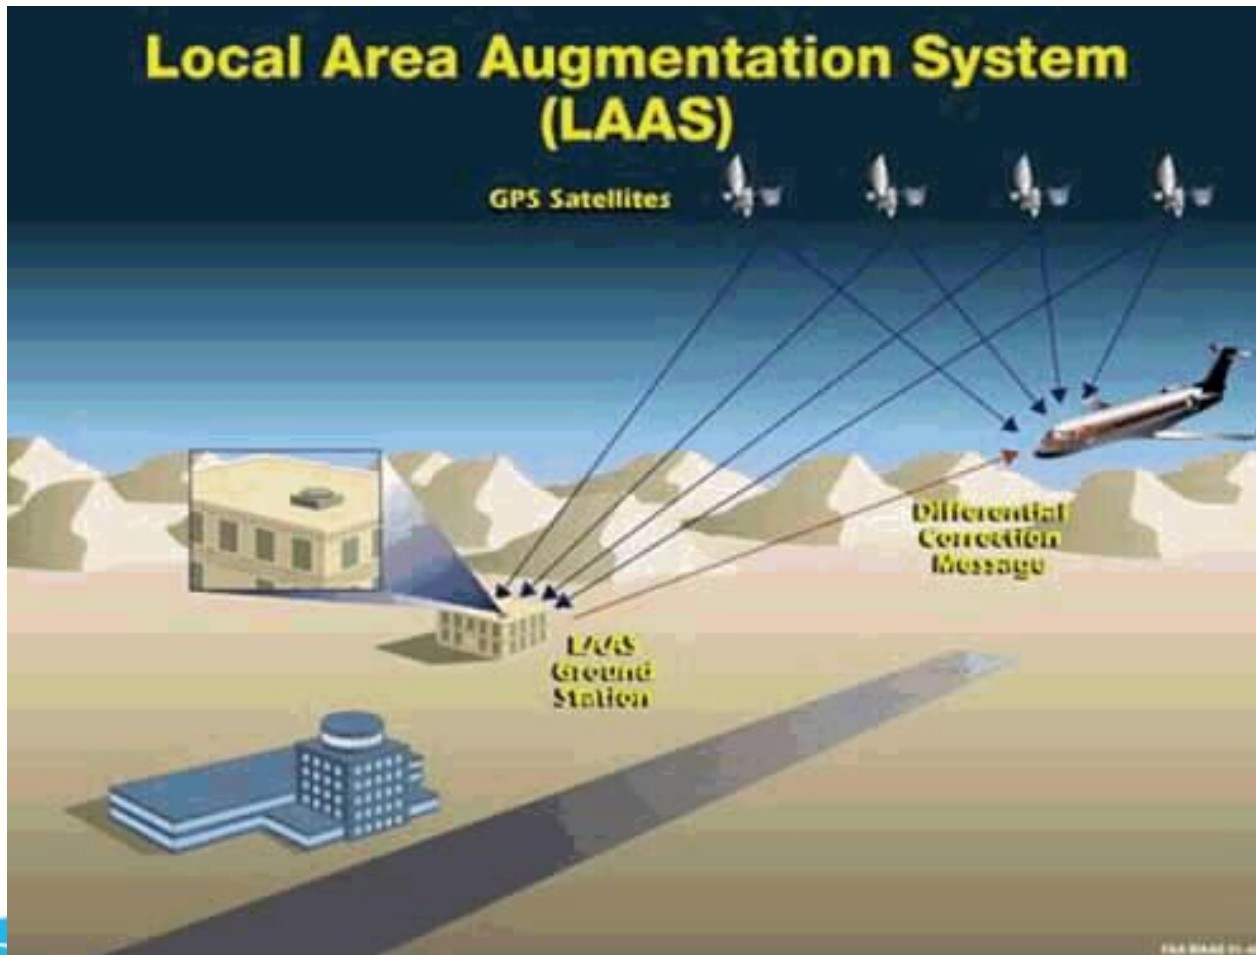 Local Area Augmentation System
(LAAS)
GPS Satellites
Differential
Correction
Message
LAAS
Ground
Station